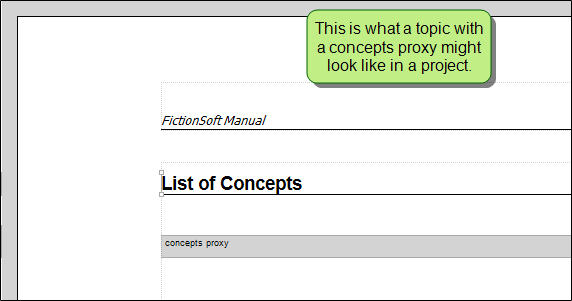 This is what a topic with
a concepts proxy might
look like in a project.
FictionSoft Manual
List of Concepts
concepts proxy